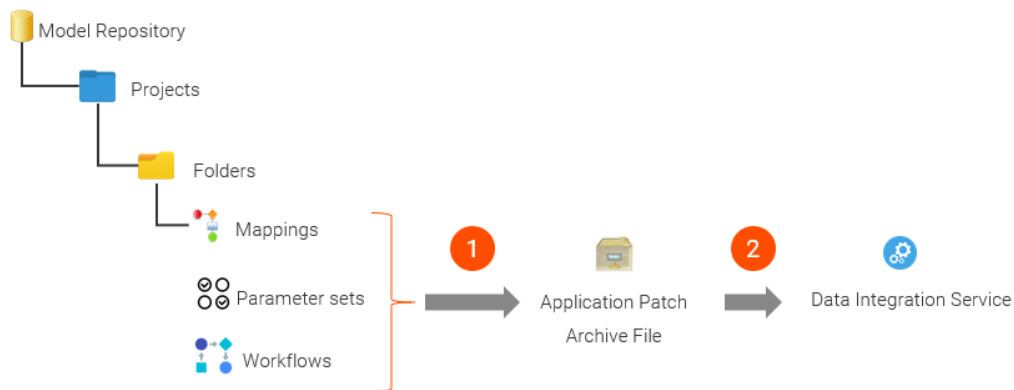 Model Repository
Projects
Folders
Mappings
Parameter sets
Workflows
1
Application Patch
Archive File
2
Data Integration Service